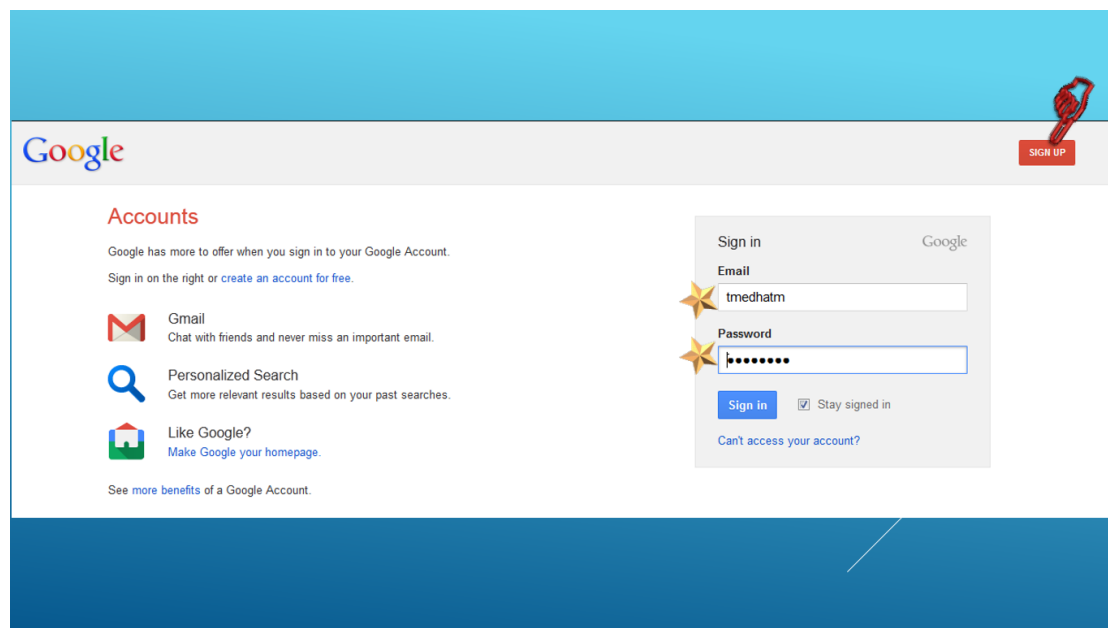 Google
SIGN UP
Accounts
Google has more to offer when you sign in to your Google Account.
Sign in on the right or create an account for free.
Gmail
Chat with friends and never miss an important email.
Personalized Search
Get more relevant results based on your past searches.
Like Google?
Make Google your homepage.
See more benefits of a Google Account.
Sign in Google
Email
tmedhatm
Password
••••••••
Sign in Stay signed in
Can't access your account?